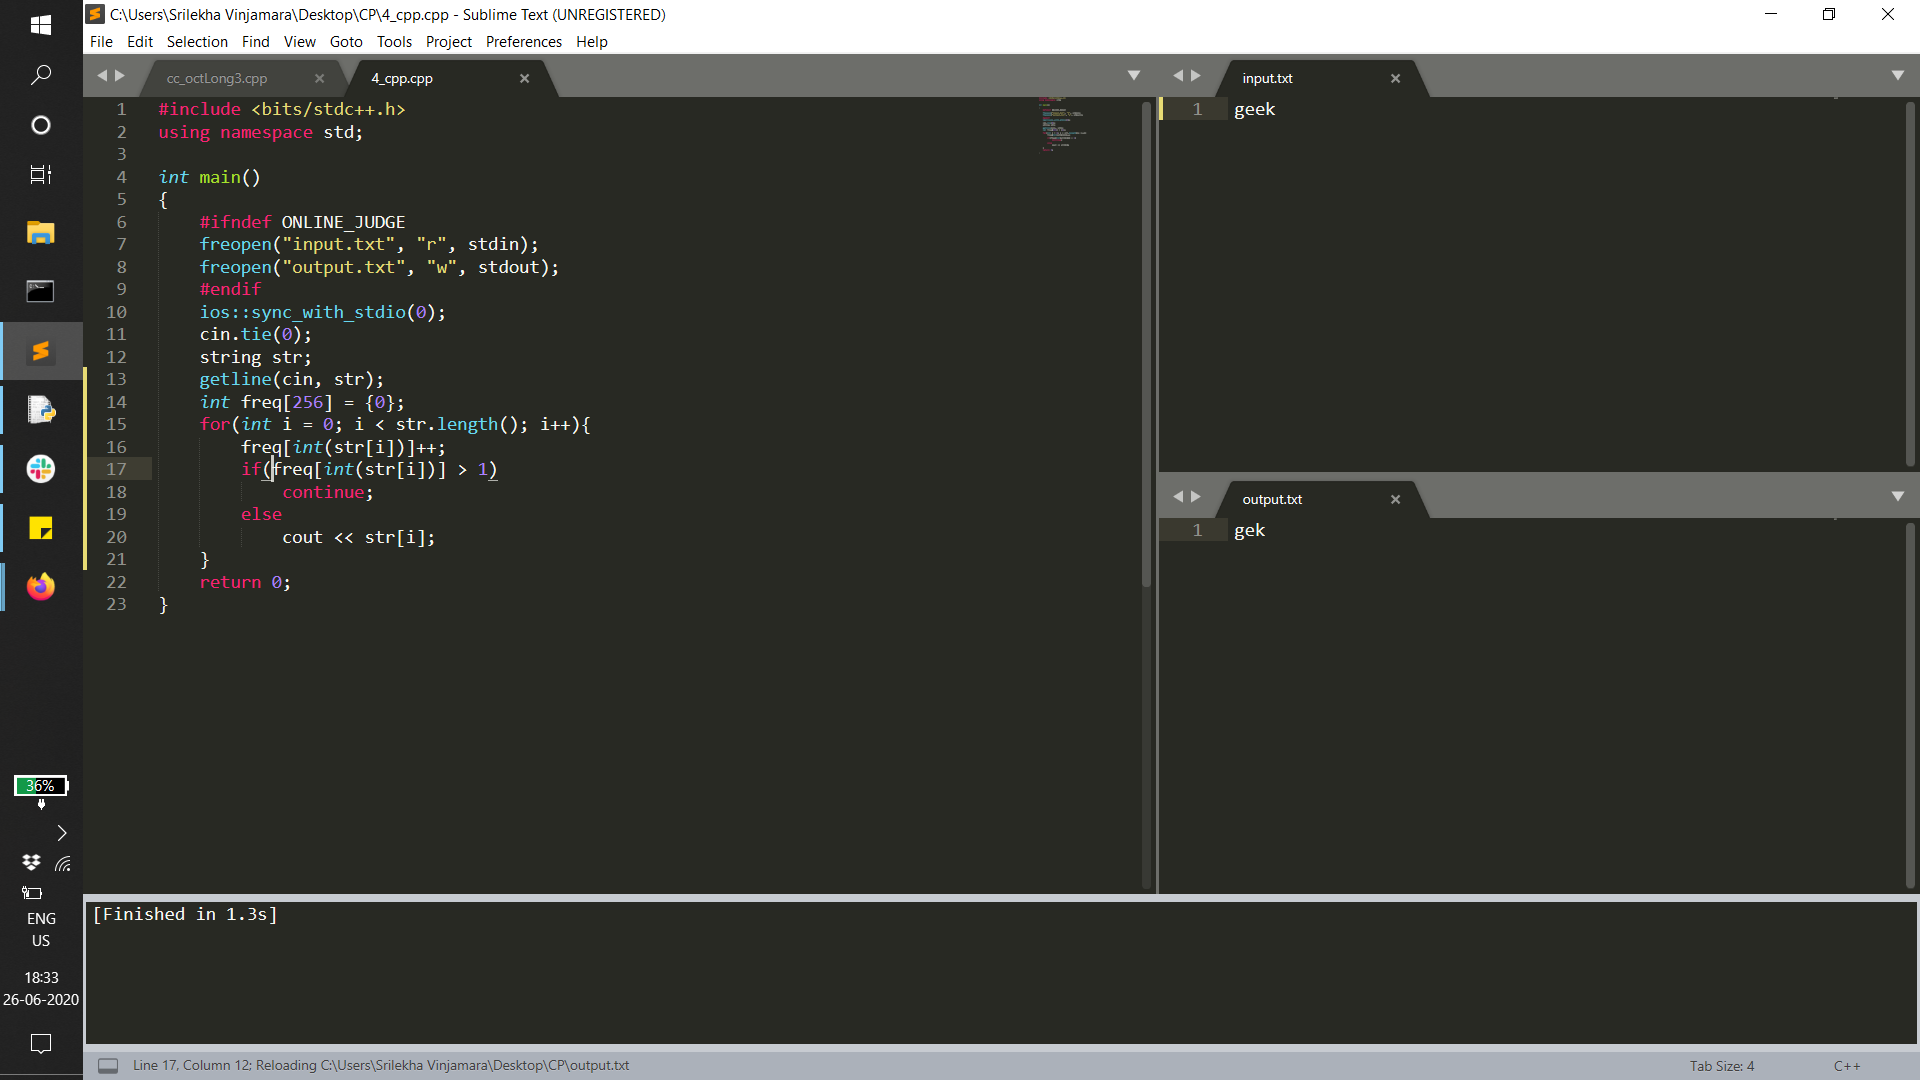 C:\Users\Srilekha Vinjamara\Desktop\CP\4_cpp.cpp - Sublime Text (UNREGISTERED)
File Edit Selection Find View Goto Tools Project Preferences Help
cc_octLong3.cpp
4_cpp.cpp
1 #include <bits/stdc++.h>
2 using namespace std;
3
4 int main()
5 {
6 #ifndef ONLINE_JUDGE
7 freopen("input.txt", "r", stdin);
8 freopen("output.txt", "w", stdout);
9 #endif
10 ios::sync_with_stdio(0);
11 cin.tie(0);
12 string str;
13 getline(cin, str);
14 int freq[256] = {0};
15 for(int i = 0; i < str.length(); i++){
16 freq[int(str[i])]++;
17 if(freq[int(str[i])] > 1)
18 continue;
19 else
20 cout << str[i];
21 }
22 return 0;
23 }
input.txt
1 geek
output.txt
1 gek
[Finished in 1.3s]
Line 17, Column 12; Reloading C:\Users\Srilekha Vinjamara\Desktop\CP\output.txt
Tab Size: 4
C++
36%
ENG
US
18:33
26-06-2020